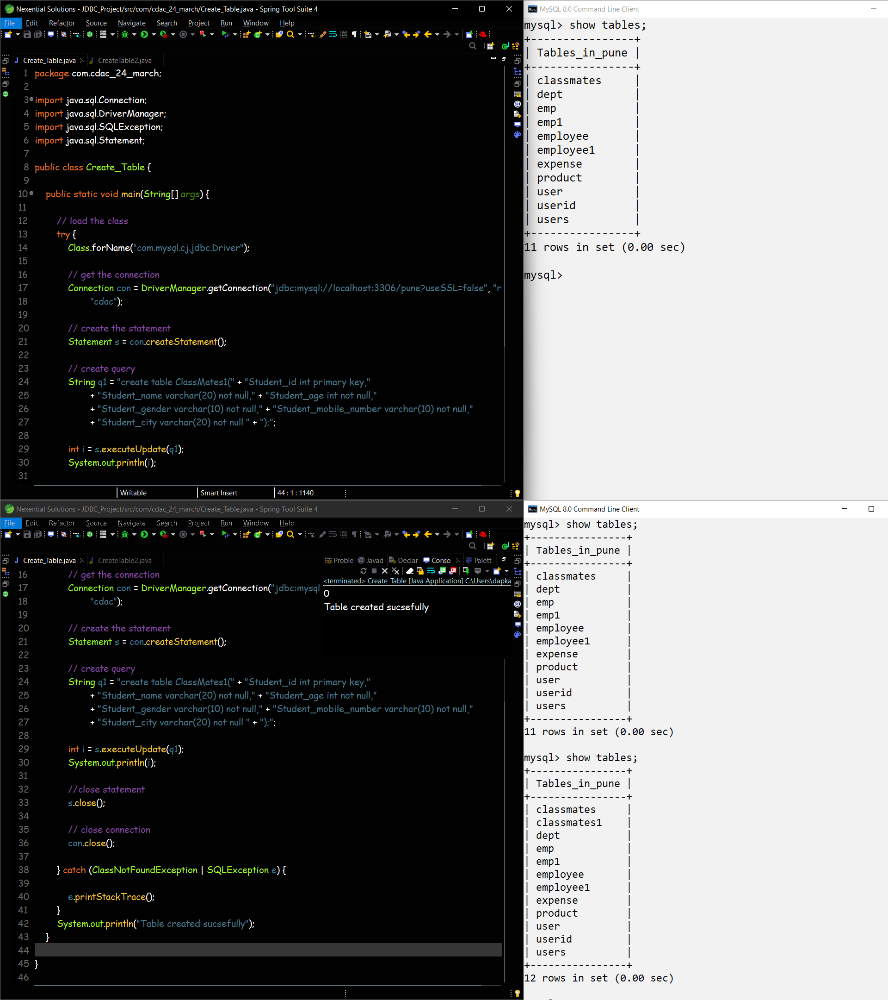 Nexential Solutions - JDBC_Project/src/com/cdac_24_march/Create_Table.java - Spring Tool Suite 4
File Edit Refactor Source Navigate Search Project Run Window Help
Create_Table.java CreateTable2.java
1 package com.cdac_24_march;
2
3 import java.sql.Connection;
4 import java.sql.DriverManager;
5 import java.sql.SQLException;
6 import java.sql.Statement;
7
8 public class Create_Table {
9
10 public static void main(String[] args) {
11
12 // load the class
13 try {
14 Class.forName("com.mysql.cj.jdbc.Driver");
15
16 // get the connection
17 Connection con = DriverManager.getConnection("jdbc:mysql://localhost:3306/pune?useSSL=false",
18 "cdac");
19
20 // create the statement
21 Statement s = con.createStatement();
22
23 // create query
24 String q1 = "create table ClassMates1(" + "Student_id int primary key,"
25 + "Student_name varchar(20) not null," + "Student_age int not null,"
26 + "Student_gender varchar(10) not null," + "Student_mobile_number varchar(10) not null,"
27 + "Student_city varchar(20) not null " + ");";
28
29 int i = s.executeUpdate(q1);
30 System.out.println(i);
31
Writable Smart Insert 44 : 1 : 1140
MySQL 8.0 Command Line Client
mysql> show tables;
+----------------+
| Tables_in_pune |
+----------------+
| classmates |
| dept |
| emp |
| emp1 |
| employee |
| employee1 |
| expense |
| product |
| user |
| userid |
| users |
+----------------+
11 rows in set (0.00 sec)
mysql>
Nexential Solutions - JDBC_Project/src/com/cdac_24_march/Create_Table.java - Spring Tool Suite 4
File Edit Refactor Source Navigate Search Project Run Window Help
Create_Table.java CreateTable2.java
16 // get the connection
17 Connection con = DriverManager.getConnection("jdbc:mysql
18 "cdac");
19
20 // create the statement
21 Statement s = con.createStatement();
22
23 // create query
24 String q1 = "create table ClassMates1(" + "Student_id int primary key,"
25 + "Student_name varchar(20) not null," + "Student_age int not null,"
26 + "Student_gender varchar(10) not null," + "Student_mobile_number varchar(10) not null,"
27 + "Student_city varchar(20) not null " + ");";
28
29 int i = s.executeUpdate(q1);
30 System.out.println(i);
31
32 //close statement
33 s.close();
34
35 // close connection
36 con.close();
37
38 } catch (ClassNotFoundException | SQLException e) {
39
40 e.printStackTrace();
41 }
42 System.out.println("Table created sucsefully");
43 }
44
45 }
46
Proble Javad Declar Conso Palett
<terminated> Create_Table [Java Application] C:\Users\dapka
0
Table created sucsefully
MySQL 8.0 Command Line Client
mysql> show tables;
+----------------+
| Tables_in_pune |
+----------------+
| classmates |
| dept |
| emp |
| emp1 |
| employee |
| employee1 |
| expense |
| product |
| user |
| userid |
| users |
+----------------+
11 rows in set (0.00 sec)
mysql> show tables;
+----------------+
| Tables_in_pune |
+----------------+
| classmates |
| classmates1 |
| dept |
| emp |
| emp1 |
| employee |
| employee1 |
| expense |
| product |
| user |
| userid |
| users |
+----------------+
12 rows in set (0.00 sec)